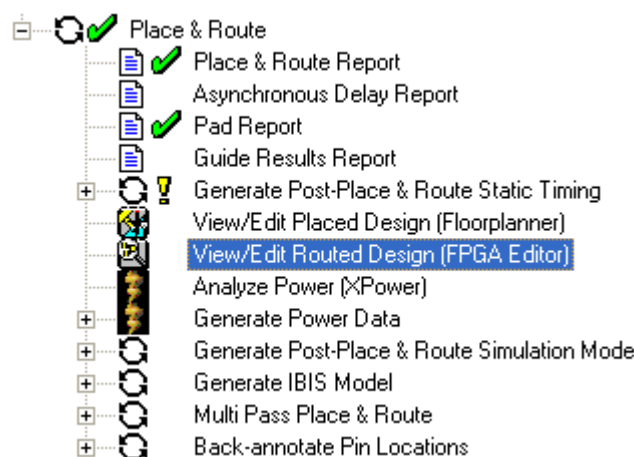 Place & Route
Place & Route Report
Asynchronous Delay Report
Pad Report
Guide Results Report
Generate Post-Place & Route Static Timing
View/Edit Placed Design (Floorplanner)
View/Edit Routed Design (FPGA Editor)
Analyze Power (XPower)
Generate Power Data
Generate Post-Place & Route Simulation Mode
Generate IBIS Model
Multi Pass Place & Route
Back-annotate Pin Locations